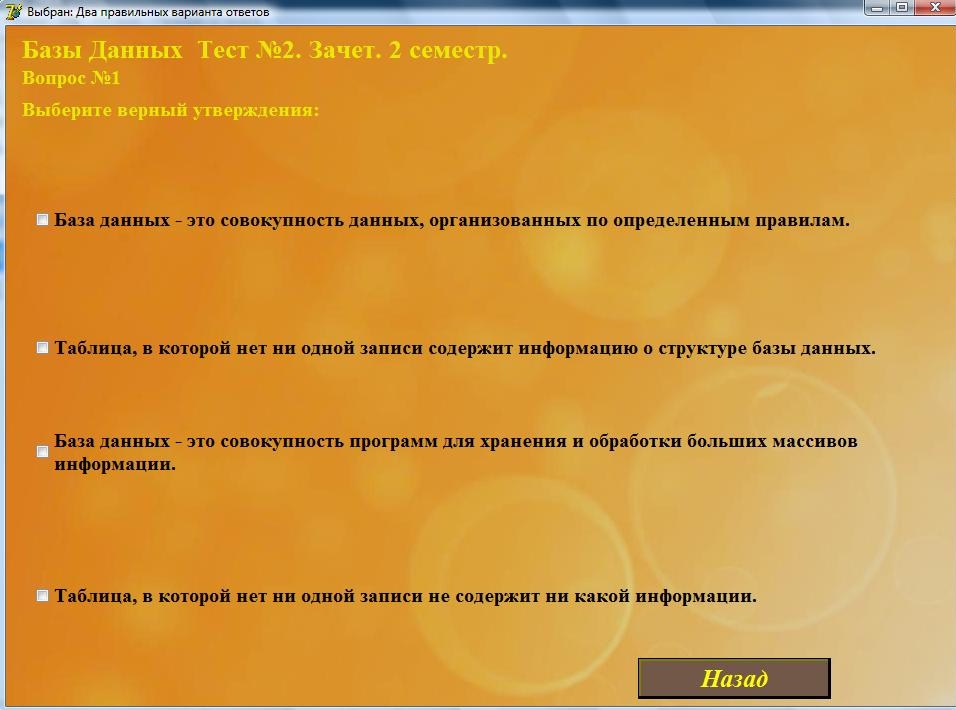 Выбран: Два правильных варианта ответов
Базы Данных Тест №2. Зачет. 2 семестр.
Вопрос №1
Выберите верный утверждения:
База данных - это совокупность данных, организованных по определенным правилам.
Таблица, в которой нет ни одной записи содержит информацию о структуре базы данных.
База данных - это совокупность программ для хранения и обработки больших массивов
информации.
Таблица, в которой нет ни одной записи не содержит ни какой информации.
Назад